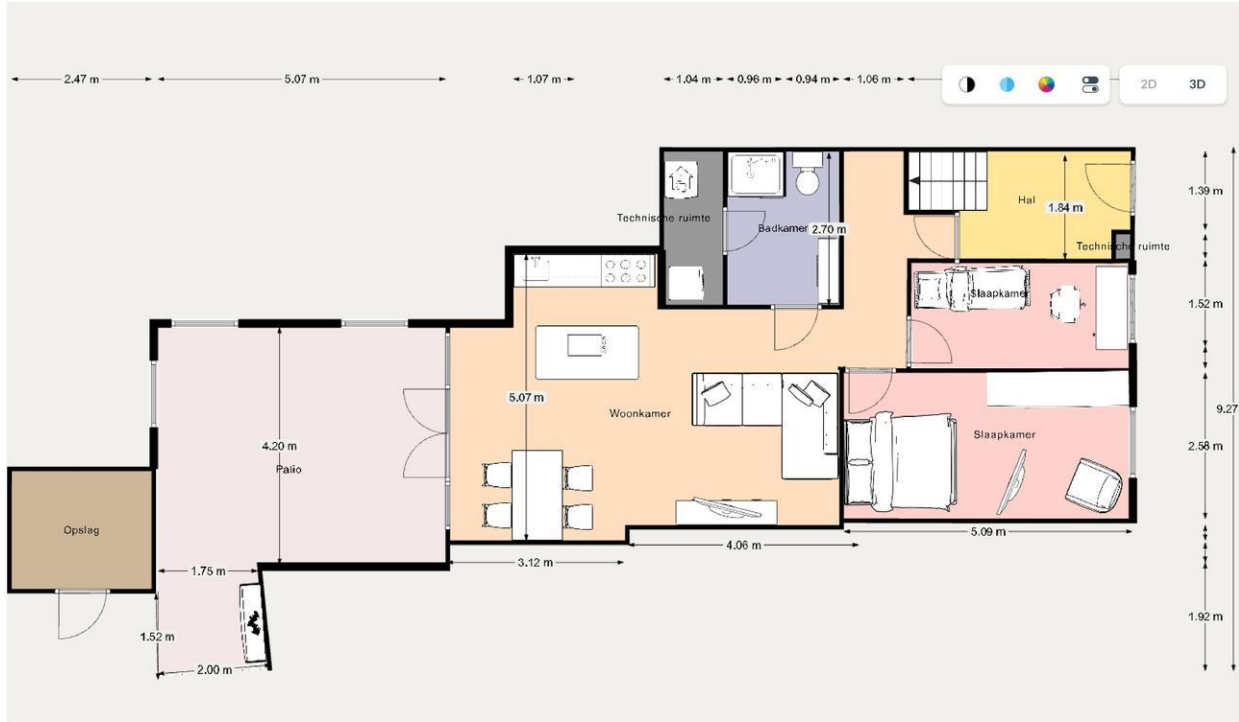 2.47 m
5.07 m
1.07 m
1.04 m
0.96 m
0.94 m
1.06 m
2D
3D
1.39 m
Hal
1.84 m
Technische ruimte
Badkamer
2.70 m
Technische ruimte
Slaapkamer
1.52 m
5.07 m
Woonkamer
9.27
4.20 m
Patio
Slaapkamer
2.58 m
Opslag
5.09 m
4.06 m
3.12 m
1.75 m
1.52 m
1.92 m
2.00 m